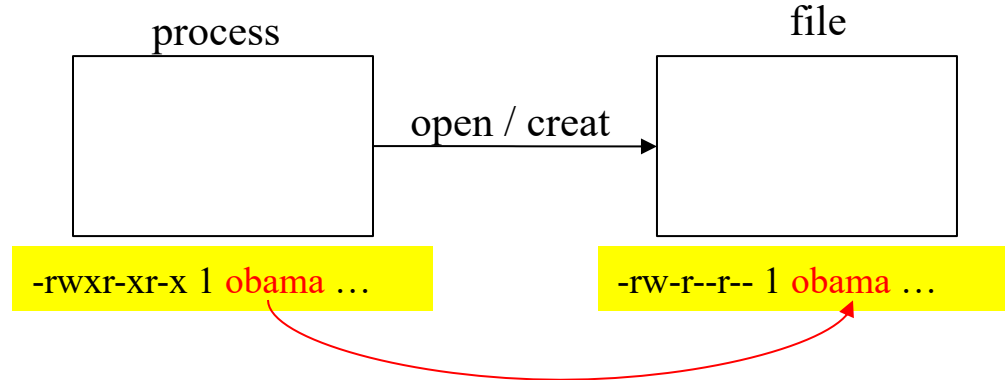 process
file
open / creat
-rwxr-xr-x 1 obama …
-rw-r--r-- 1 obama …